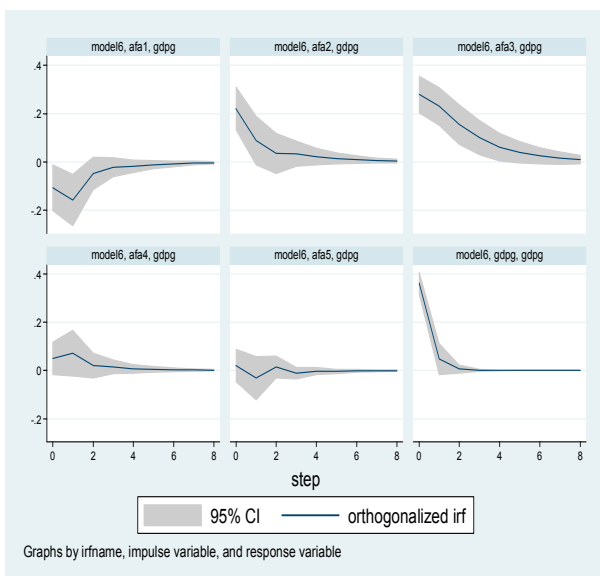 model6, afa1, gdpg
model6, afa2, gdpg
model6, afa3, gdpg
.4
.2
0
-.2
model6, afa4, gdpg
model6, afa5, gdpg
model6, gdpg, gdpg
.4
.2
0
-.2
0 2 4 6 8
0 2 4 6 8
0 2 4 6 8
step
95% CI
orthogonalized irf
Graphs by irfname, impulse variable, and response variable